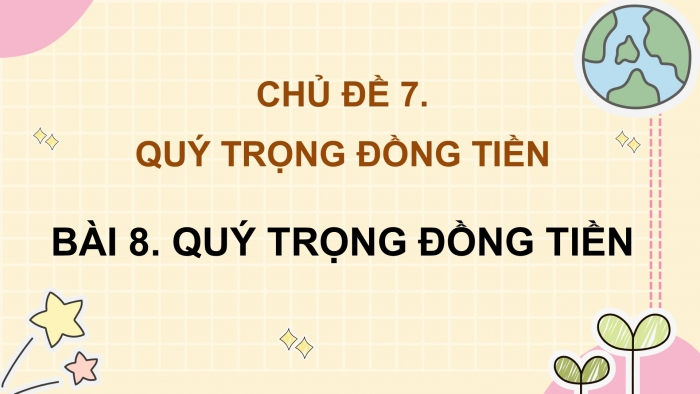 CHỦ ĐỀ 7.
QUÝ TRỌNG ĐỒNG TIỀN
BÀI 8. QUÝ TRỌNG ĐỒNG TIỀN